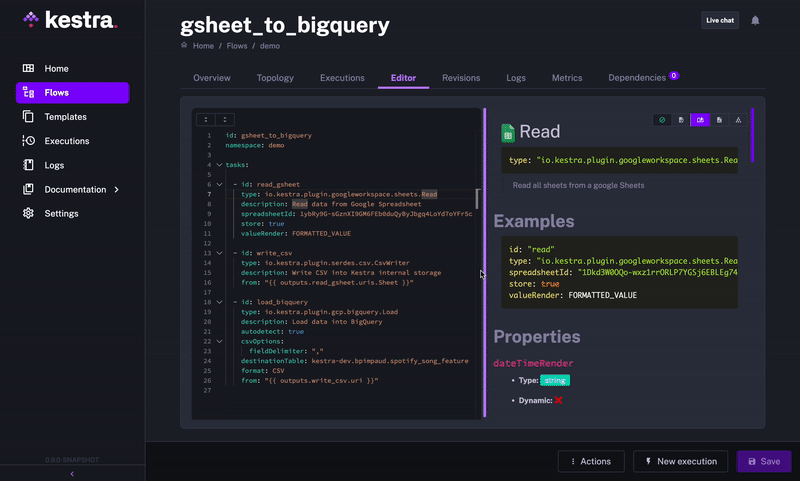 kestra.
gsheet_to_bigquery
Live chat
Home / Flows / demo
Overview
Topology
Executions
Editor
Revisions
Logs
Metrics
Dependencies 0
Home
Flows
Templates
Executions
Logs
Documentation
Settings
0.9.0 SNAPSHOT
1 id: gsheet_to_bigquery
2 namespace: demo
3
4 tasks:
5
6 - id: read_gsheet
7 type: io.kestra.plugin.googleworkspace.sheets.Read
8 description: Read data from Google Spreadsheet
9 spreadsheetId:
10 store: true
11 valueRender: FORMATTED_VALUE
12
13 - id: write_csv
14 type: io.kestra.plugin.serdes.csv.CsvWriter
15 description: Write CSV into Kestra internal storage
16 from: "{{ outputs.read_gsheet.uris.Sheet }}"
17
18 - id: load_biqquery
19 type: io.kestra.plugin.gcp.bigquery.Load
20 description: Load data into BigQuery
21 autodetect: true
22 csvOptions:
23 fieldDelimiter: ","
24 destinationTable: kestra-dev.bpimpaud.spotify_song_feature
25 format: CSV
26 from: "{{ outputs.write_csv.uri }}"
27
Read
type: "io.kestra.plugin.googleworkspace.sheets.Rea
Read all sheets from a google Sheets
Examples
id: "read"
type: "io.kestra.plugin.googleworkspace.sheets.Rea
spreadsheetId:
store: true
valueRender: FORMATTED_VALUE
Properties
dateTimeRender
Type: string
Dynamic:
Actions
New execution
Save